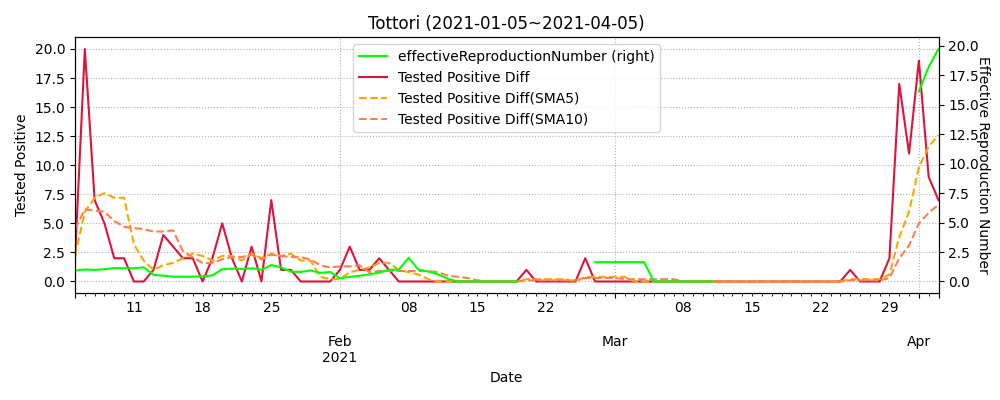 Tottori (2021-01-05~2021-04-05)
effectiveReproductionNumber (right)
Tested Positive Diff
Tested Positive Diff(SMA5)
Tested Positive Diff(SMA10)
Tested Positive
20.0
17.5
15.0
12.5
10.0
7.5
5.0
2.5
0.0
Effective Reproduction Number
20.0
17.5
15.0
12.5
10.0
7.5
5.0
2.5
0.0
11 18 25 08 15 22 08 15 22 29
Feb Mar Apr
2021
Date